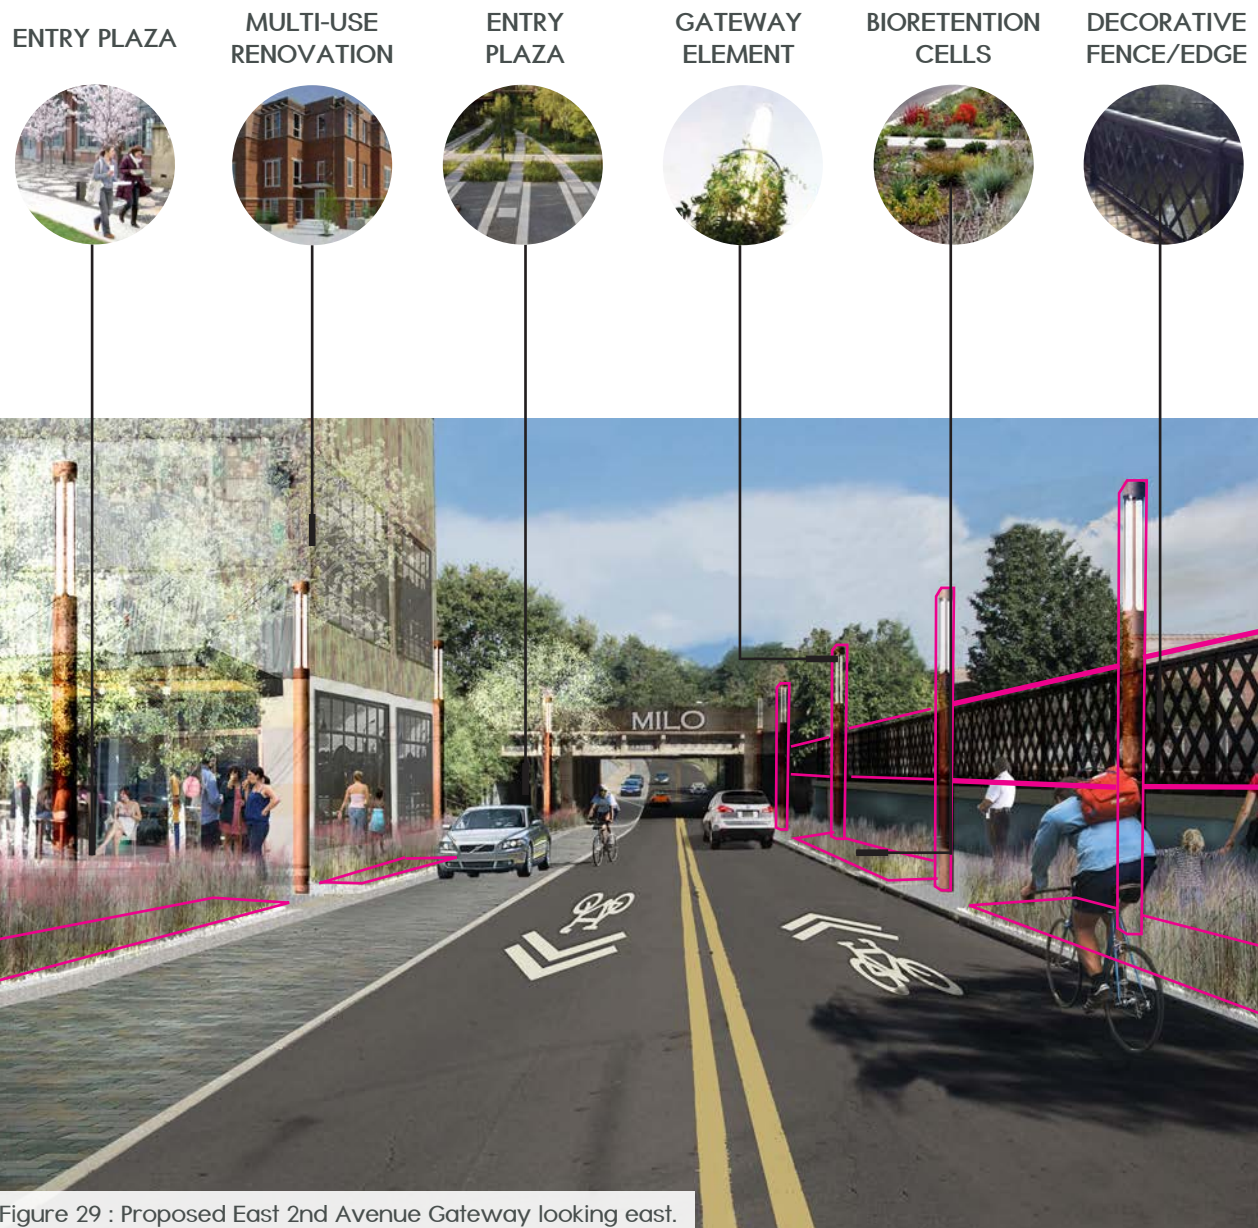 ENTRY PLAZA
MULTI-USE
RENOVATION
ENTRY
PLAZA
GATEWAY
ELEMENT
BIORETENTION
CELLS
DECORATIVE
FENCE/EDGE
MILO
Figure 29 : Proposed East 2nd Avenue Gateway looking east.